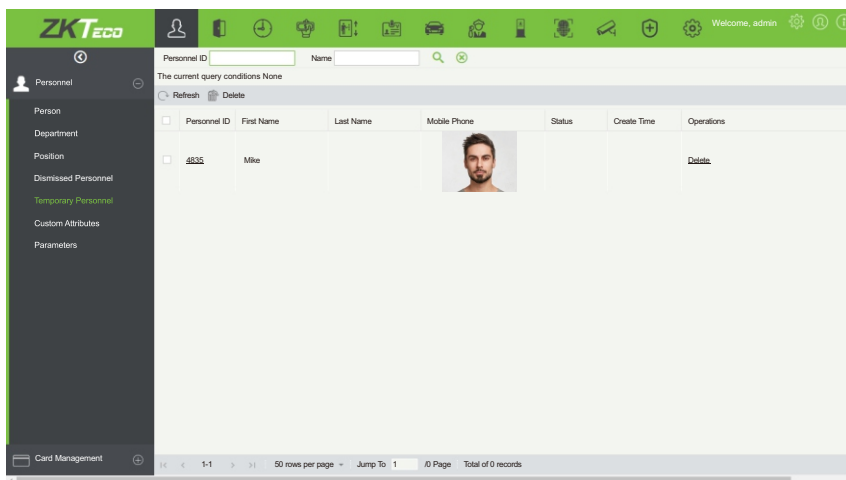 ZKTECO
Welcome, admin
Personnel ID Name
The current query conditions None
Refresh Delete
Personnel
Person
Department
Position
Dismissed Personnel
Temporary Personnel
Custom Attributes
Parameters
Card Management
Personnel ID First Name Last Name Mobile Phone Status Create Time Operations
4835 Mike Delete
1-1 50 rows per page Jump To 1 /0 Page Total of 0 records